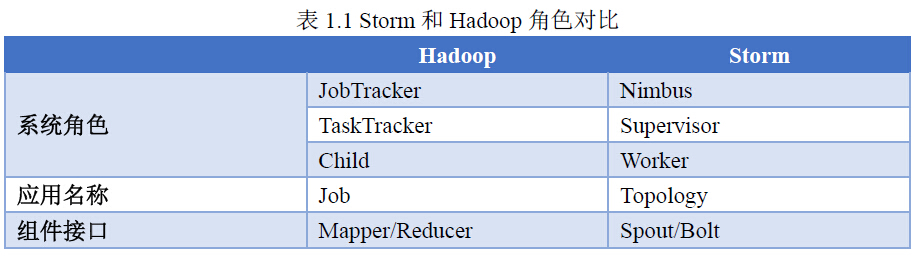 表 1.1 Storm 和 Hadoop 角色对比
Hadoop Storm
系统角色 JobTracker Nimbus
TaskTracker Supervisor
Child Worker
应用名称 Job Topology
组件接口 Mapper/Reducer Spout/Bolt